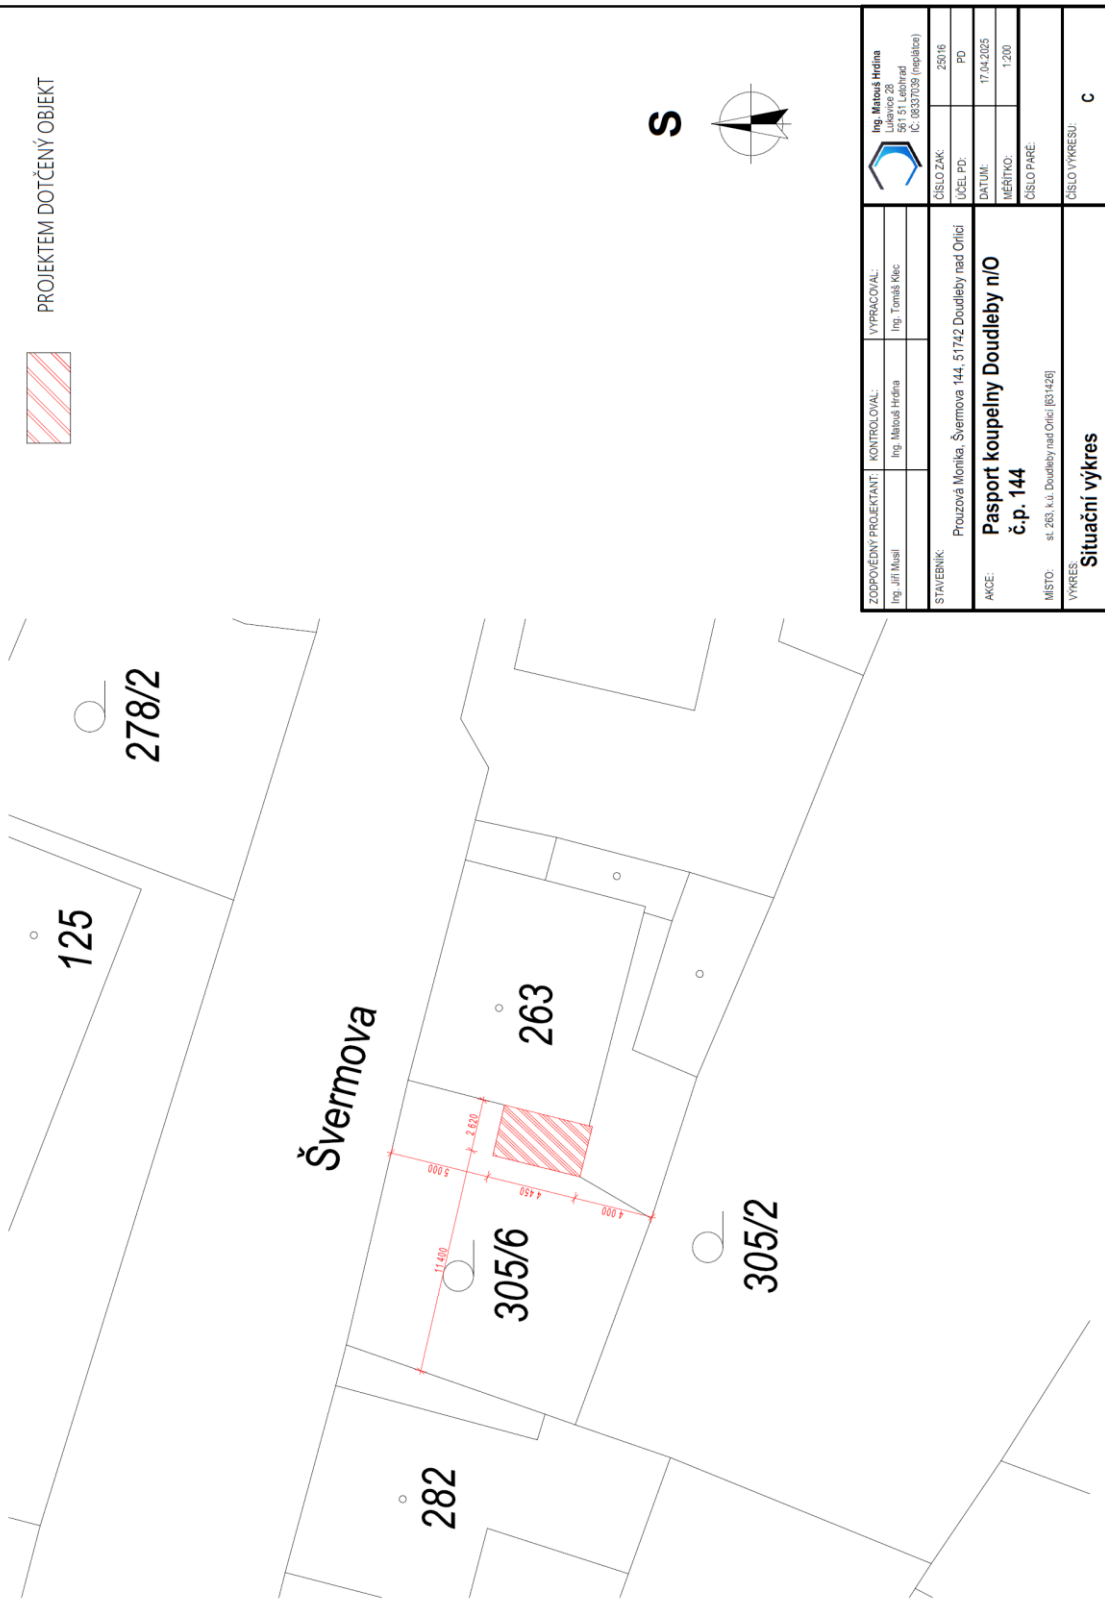 PROJEKTEM DOTČENÝ OBJEKT
S
278/2
125
Švermova
263
305/6
305/2
282
2 620
5 000
4 450
4 000
11 400
ZODPOVĚDNÝ PROJEKTANT:
KONTROLOVAL:
VYPRACOVAL:
Ing. Jiří Musil
Ing. Matouš Hrdina
Ing. Tomáš Klec
Ing. Matouš Hrdina
Lukavice 28
561 51 Letohrad
IČ: 08337039 (neplátce)
STAVEBNÍK:
Prouzová Monika, Švermova 144, 51742 Doudleby nad Orlicí
ČÍSLO ZAK:
25016
ÚČEL PD:
PD
AKCE:
Pasport koupelny Doudleby n/O
č.p. 144
DATUM:
17.04.2025
MĚŘÍTKO:
1:200
MÍSTO:
st. 263, k.ú. Doudleby nad Orlicí [631426]
ČÍSLO PARÉ:
VÝKRES:
Situační výkres
ČÍSLO VÝKRESU:
C